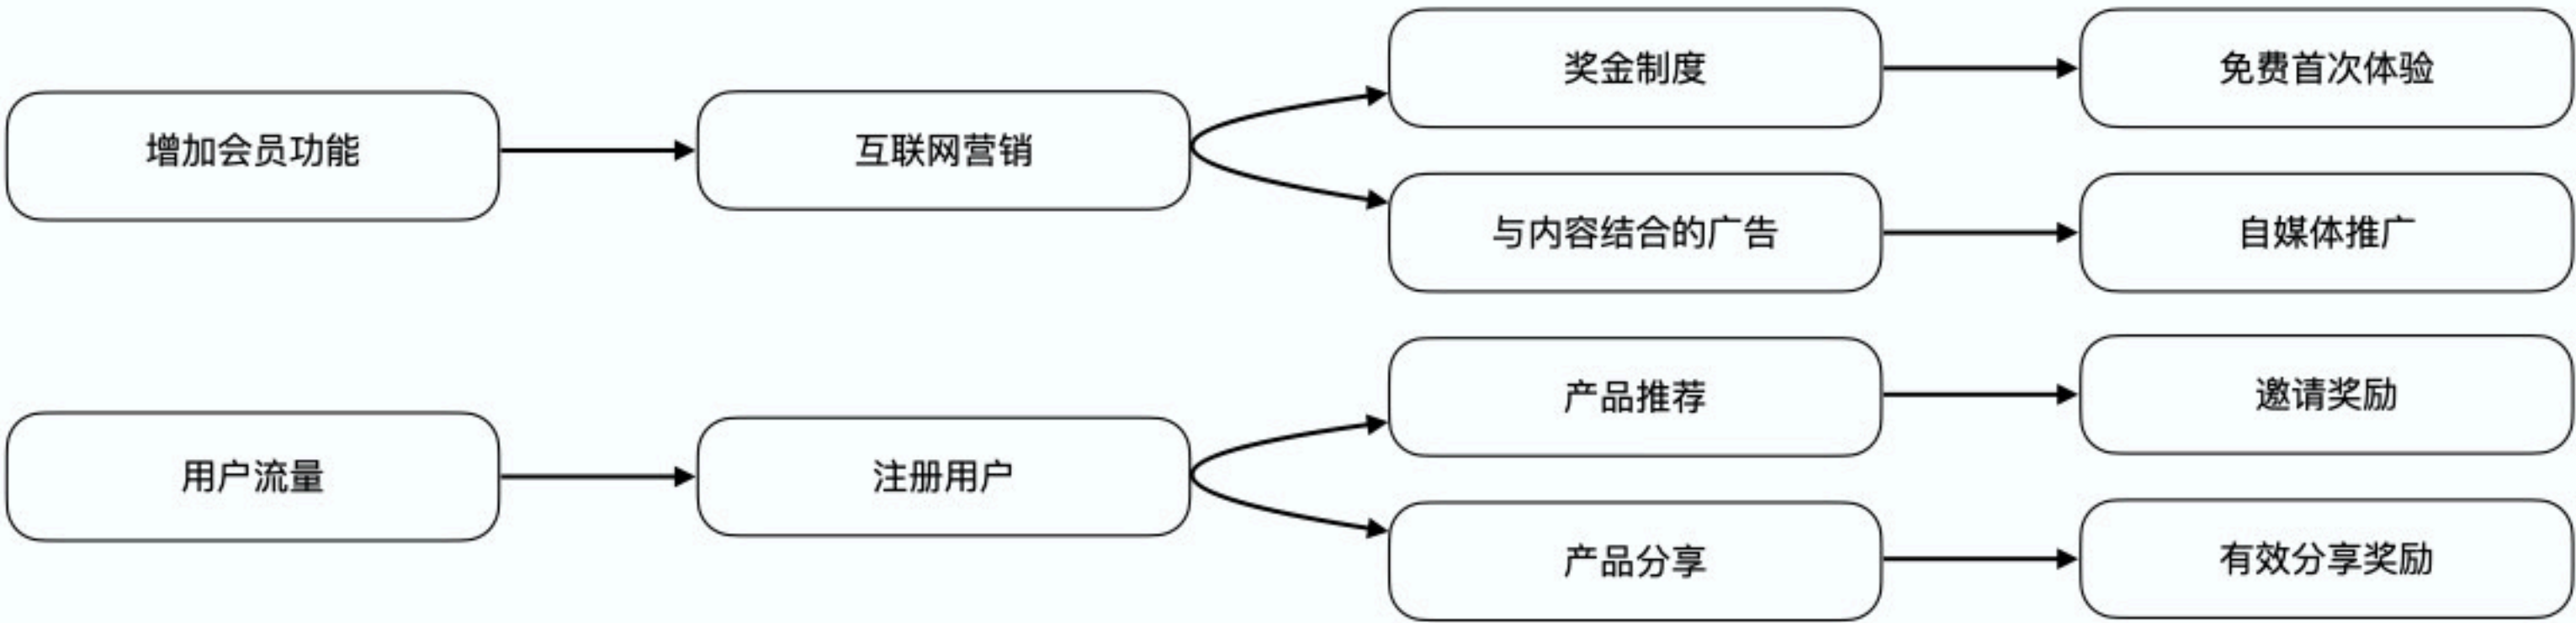 增加会员功能
互联网营销
奖金制度
免费首次体验
与内容结合的广告
自媒体推广
用户流量
注册用户
产品推荐
邀请奖励
产品分享
有效分享奖励